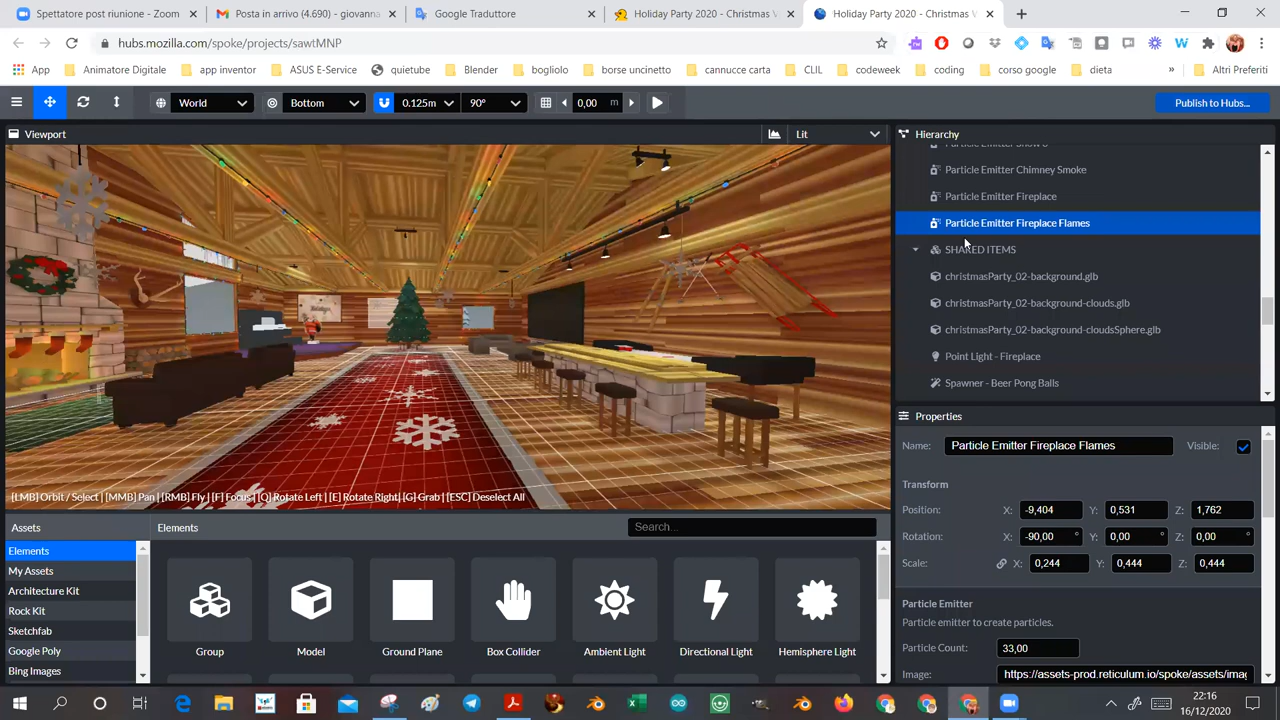 Spettatore post riunione - Zoom
Posta in arrivo (4.690) - giovanna
Google Traduttore
Holiday Party 2020 - Christmas V
Holiday Party 2020 - Christmas W
hubs.mozilla.com/spoke/projects/sawtMNP
App
Animatore Digitale
app inventor
ASUS E-Service
quietube
Blender
bogliolo
borse uncinetto
cannucce carta
CLIL
codeweek
coding
corso google
dieta
»
Altri Preferiti
World
Bottom
0.125m
90°
0,00 m
Publish to Hubs...
Viewport
Lit
Hierarchy
Particle Emitter Chimney Smoke
Particle Emitter Fireplace
Particle Emitter Fireplace Flames
SHARED ITEMS
christmasParty_02-background.glb
christmasParty_02-background-clouds.glb
christmasParty_02-background-cloudsSphere.glb
Point Light - Fireplace
Spawner - Beer Pong Balls
[LMB] Orbit / Select | [MMB] Pan | [RMB] Fly | [F] Focus | [Q] Rotate Left | [E] Rotate Right | [G] Grab | [ESC] Deselect All
Properties
Name: Particle Emitter Fireplace Flames Visible:
Transform
Position: X: -9,404 Y: 0,531 Z: 1,762
Rotation: X: -90,00 ° Y: 0,00 ° Z: 0,00 °
Scale: X: 0,244 Y: 0,444 Z: 0,444
Particle Emitter
Particle emitter to create particles.
Particle Count: 33,00
Image: https://assets-prod.reticulum.io/spoke/assets/imag
Assets
Elements
Search...
Elements
My Assets
Architecture Kit
Rock Kit
Sketchfab
Google Poly
Bing Images
Group
Model
Ground Plane
Box Collider
Ambient Light
Directional Light
Hemisphere Light
22:16
16/12/2020